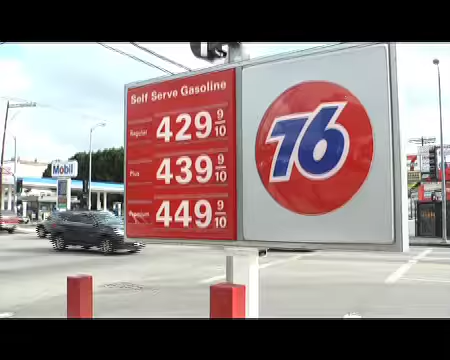 Self Serve Gasoline
Regular 429 9/10
Plus 439 9/10
Premium 449 9/10
76
Mobil